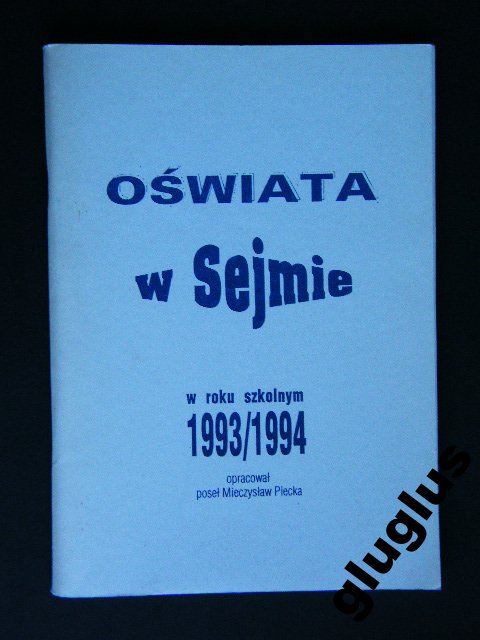 OŚWIATA
w Sejmie
w roku szkolnym
1993/1994
opracował
poseł Mieczysław Piecka
gluglus